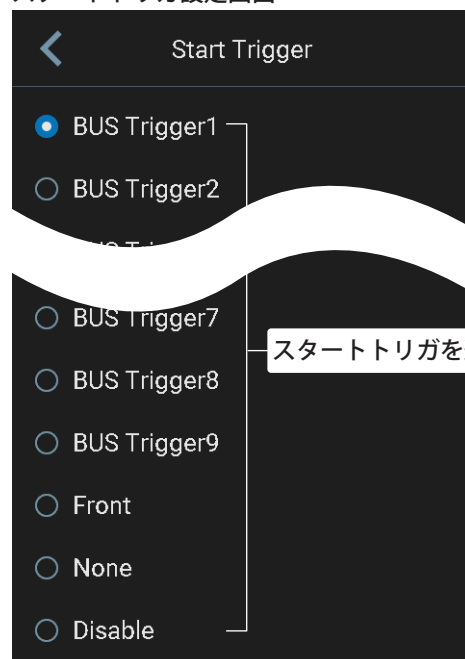 Start Trigger
BUS Trigger1
BUS Trigger2
BUS Trigger7
スタートトリガを
BUS Trigger8
BUS Trigger9
Front
None
Disable